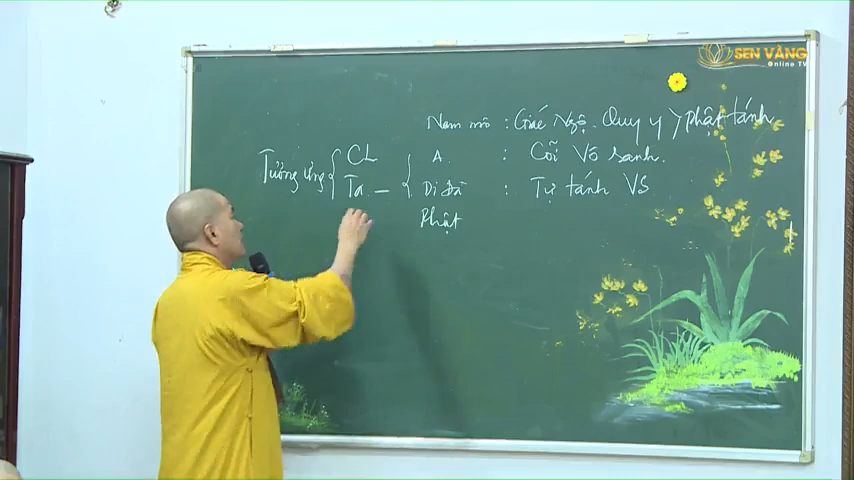 SEN VÀNG
Online TV
Nam mô : Giác Ngộ. Quy y > phật tánh
Tương ưng { CL { A. : Cõi Vô sanh.
Ta — Di Đà : Tự tánh VS
Phật